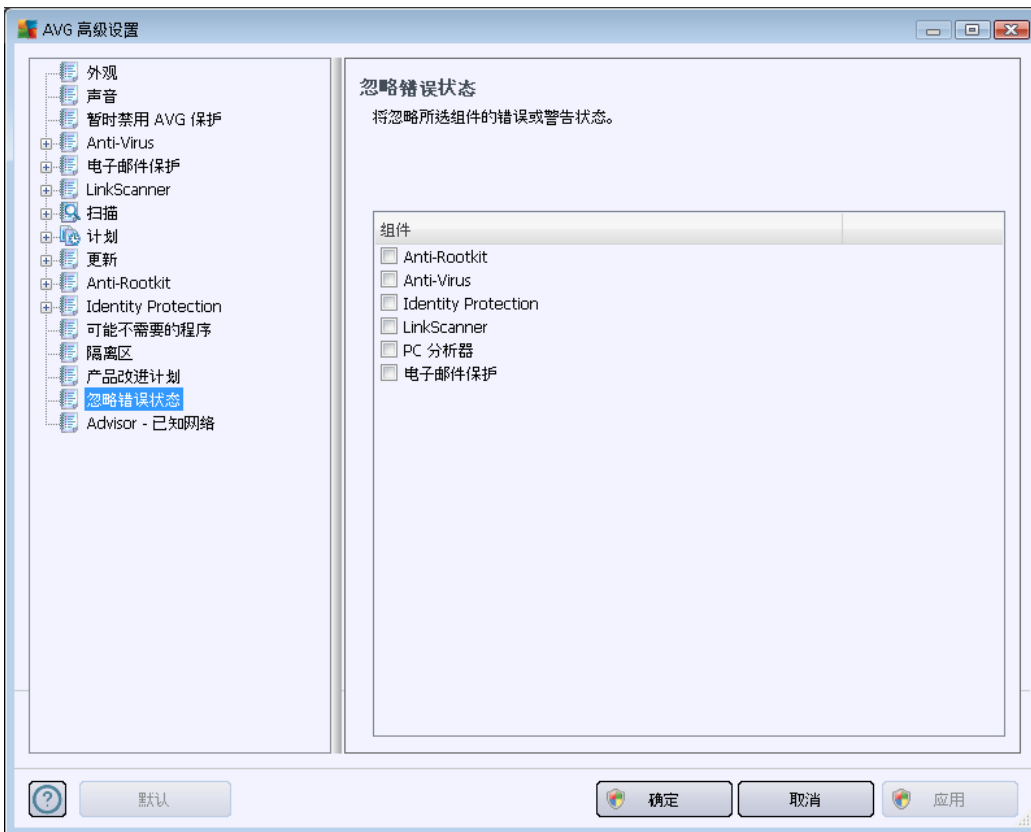 AVG 高级设置
外观
声音
暂时禁用 AVG 保护
Anti-Virus
电子邮件保护
LinkScanner
扫描
计划
更新
Anti-Rootkit
Identity Protection
可能不需要的程序
隔离区
产品改进计划
忽略错误状态
Advisor - 已知网络
忽略错误状态
将忽略所选组件的错误或警告状态。
组件
Anti-Rootkit
Anti-Virus
Identity Protection
LinkScanner
PC 分析器
电子邮件保护
默认
确定
取消
应用